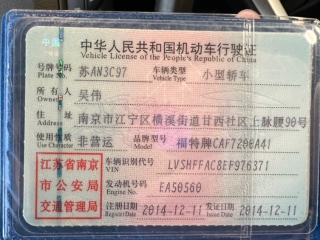 中华人民共和国机动车行驶证
Vehicle License of the People's Republic of China
号牌号码 苏AN3C97 车辆类型 小型轿车
Plate No. Vehicle Type
所有人 吴伟
Owner
住址 南京市江宁区横溪街道甘西社区上脉腰90号
Address
使用性质 非营运 品牌型号 福特牌CAF7200A41
Use Character Model
江苏省南京市公安局交通管理局
车辆识别代号 LVSHFFAC8EF976371
VIN
发动机号码 EA50560
Engine No.
注册日期 2014-12-11 发证日期 2014-12-11
Register Date Issue Date